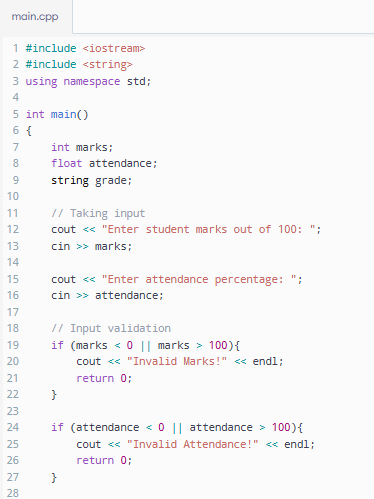 main.cpp
1 #include <iostream>
2 #include <string>
3 using namespace std;
4
5 int main()
6 {
7     int marks;
8     float attendance;
9     string grade;
10
11     // Taking input
12     cout << "Enter student marks out of 100: ";
13     cin >> marks;
14
15     cout << "Enter attendance percentage: ";
16     cin >> attendance;
17
18     // Input validation
19     if (marks < 0 || marks > 100){
20         cout << "Invalid Marks!" << endl;
21         return 0;
22     }
23
24     if (attendance < 0 || attendance > 100){
25         cout << "Invalid Attendance!" << endl;
26         return 0;
27     }
28